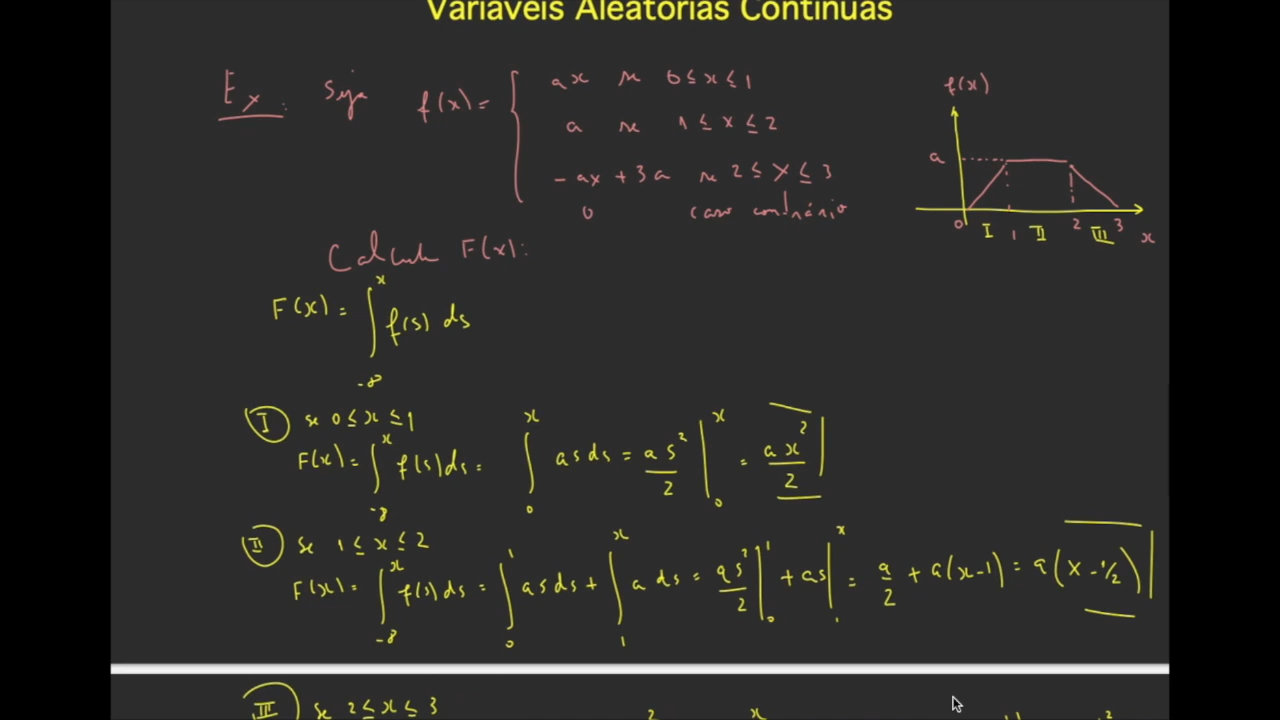 Variáveis Aleatórias Contínuas
Ex: Seja f(x) = { ax se 0 ≤ x ≤ 1
a se 1 ≤ x ≤ 2
-ax + 3a se 2 ≤ x ≤ 3
0 caso contrário
f(x)
a
0 I 1 II 2 III 3 x
Calcule F(x):
F(x) = ∫_{-∞}^{x} f(s) ds
I se 0 ≤ x ≤ 1
F(x) = ∫_{-∞}^{x} f(s)ds = ∫_{0}^{x} as ds = as²/2 |_{0}^{x} = ax²/2
II se 1 ≤ x ≤ 2
F(x) = ∫_{-∞}^{x} f(s)ds = ∫_{0}^{1} as ds + ∫_{1}^{x} a ds = as²/2 |_{0}^{1} + as |_{1}^{x} = a/2 + a(x-1) = a(x - 1/2)
III se 2 ≤ x ≤ 3